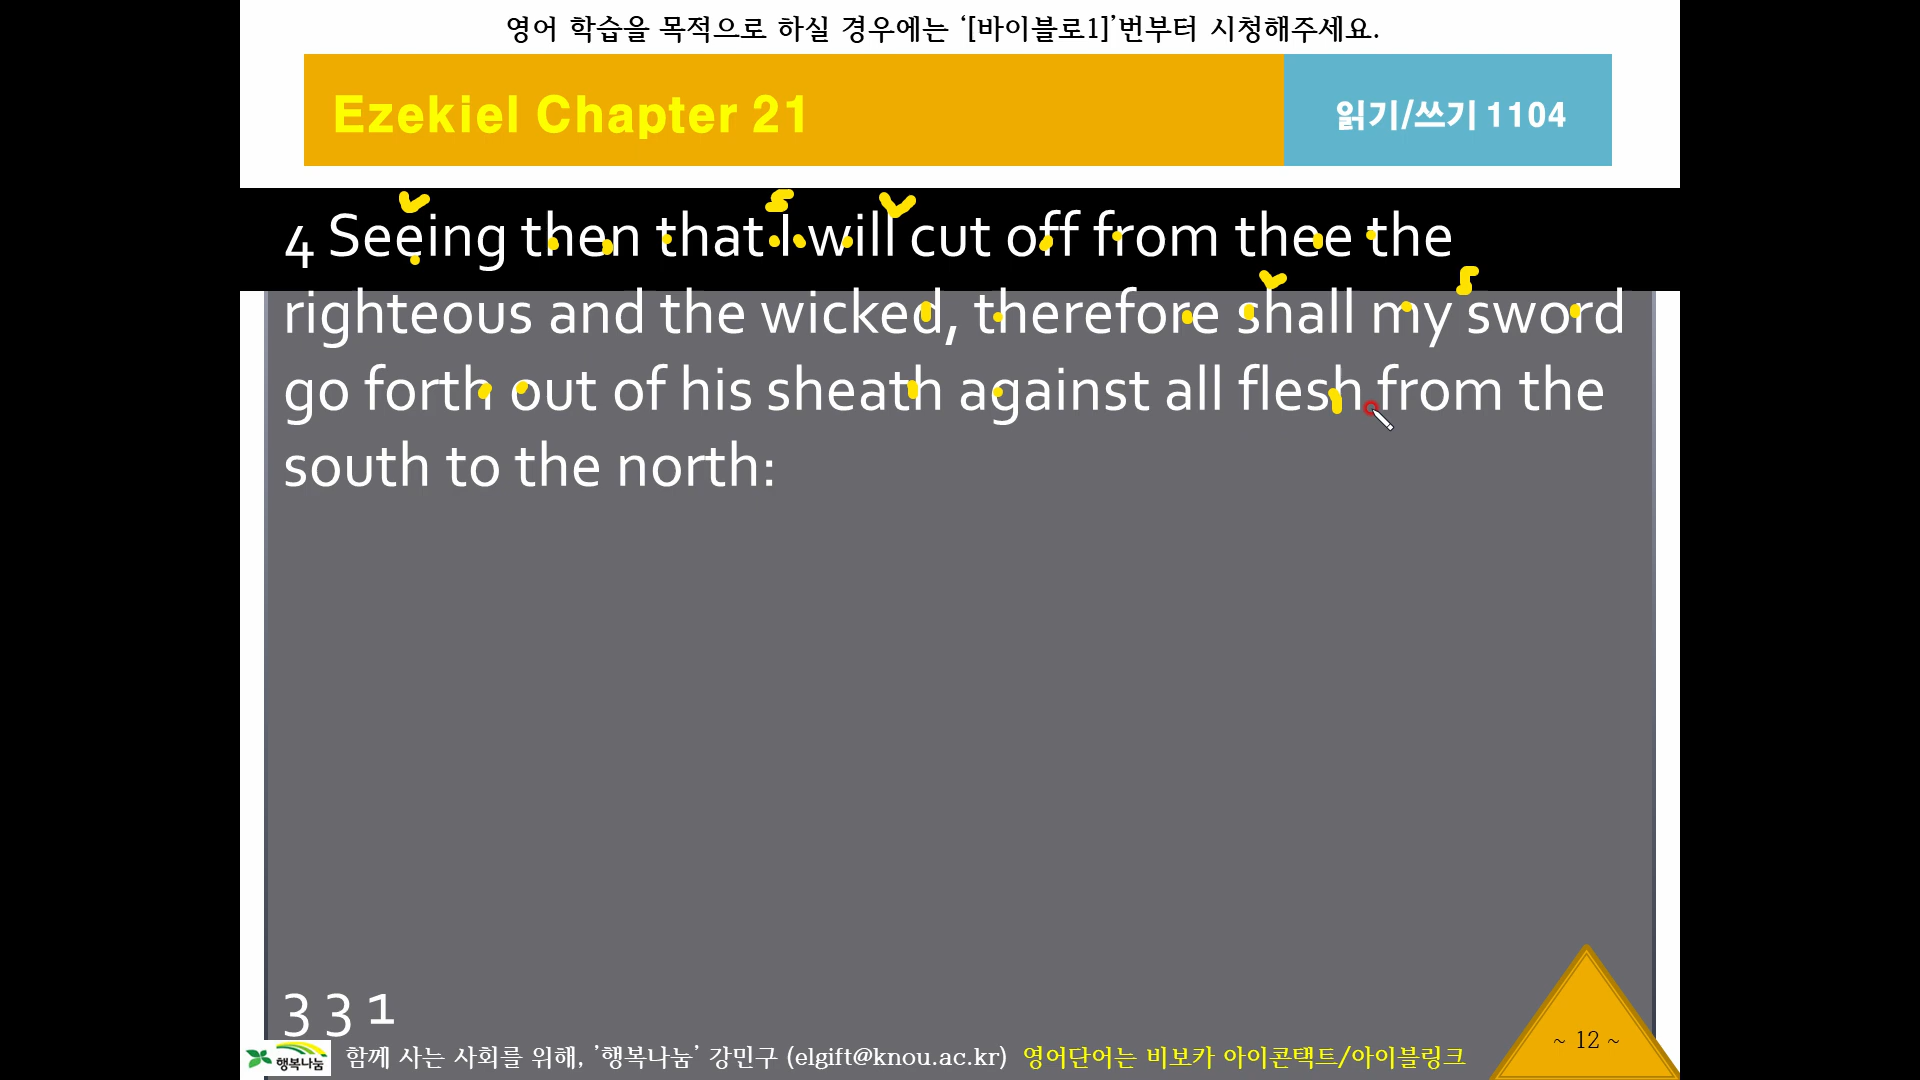 영어 학습을 목적으로 하실 경우에는 ‘[바이블로1]’번부터 시청해주세요.
Ezekiel Chapter 21
읽기/쓰기 1104
4 Seeing then that I will cut off from thee the
righteous and the wicked, therefore shall my sword
go forth out of his sheath against all flesh from the
south to the north:
3 3 1
~ 12 ~
행복나눔
함께 사는 사회를 위해, ’행복나눔’ 강민구 (elgift@knou.ac.kr) 영어단어는 비보카 아이콘택트/아이블링크